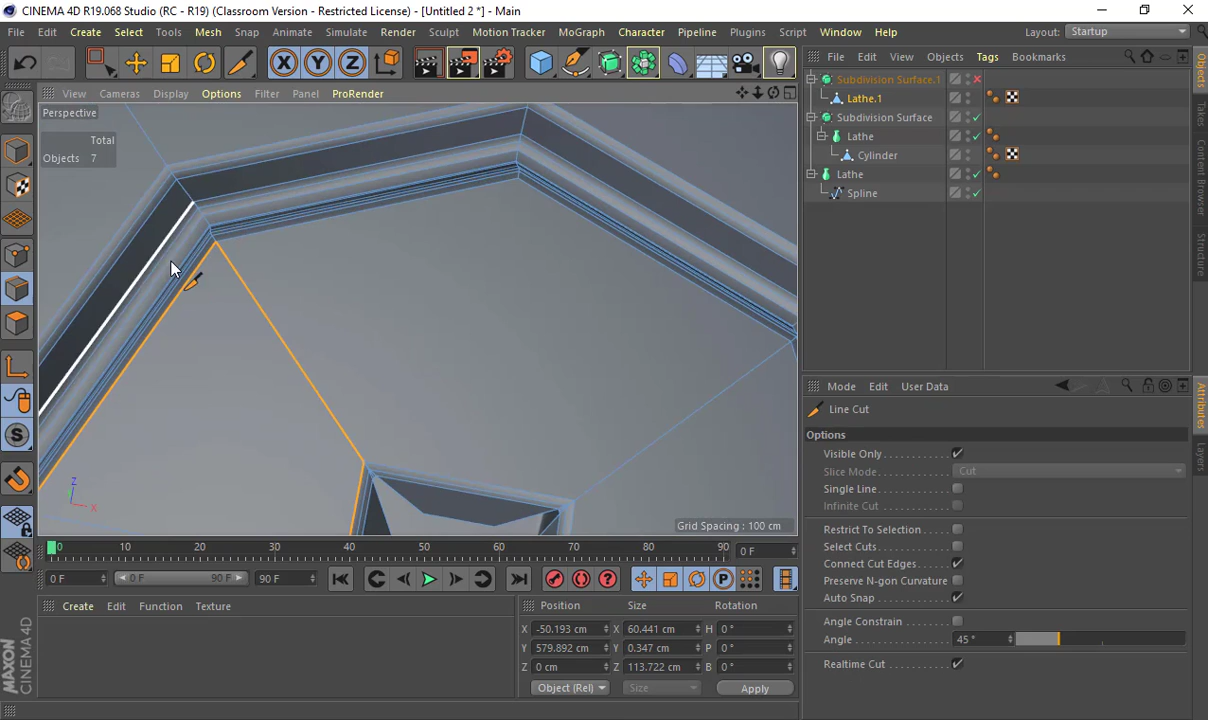 CINEMA 4D R19.068 Studio (RC - R19) (Classroom Version - Restricted License) - [Untitled 2 *] - Main
File Edit Create Select Tools Mesh Snap Animate Simulate Render Sculpt Motion Tracker MoGraph Character Pipeline Plugins Script Window Help Layout: Startup
X Y Z P
File Edit View Objects Tags Bookmarks
View Cameras Display Options Filter Panel ProRender
Perspective
Total
Objects 7
Subdivision Surface.1
Lathe.1
Subdivision Surface
Lathe
Cylinder
Lathe
Spline
Objects
Takes
Content Browser
Structure
Z
X
Grid Spacing : 100 cm
Mode Edit User Data
Line Cut
Options
Visible Only
Slice Mode Cut
Single Line
Infinite Cut
Restrict To Selection
Select Cuts
Connect Cut Edges
Preserve N-gon Curvature
Auto Snap
Angle Constrain
Angle 45 °
Realtime Cut
Attributes
Layers
0 10 20 30 40 50 60 70 80 90 0 F
0 F 0 F 90 F 90 F P
Create Edit Function Texture
Position Size Rotation
X -50.193 cm X 60.441 cm H 0 °
Y 579.892 cm Y 0.347 cm P 0 °
Z 0 cm Z 113.722 cm B 0 °
Object (Rel) Size Apply
MAXON
CINEMA 4D